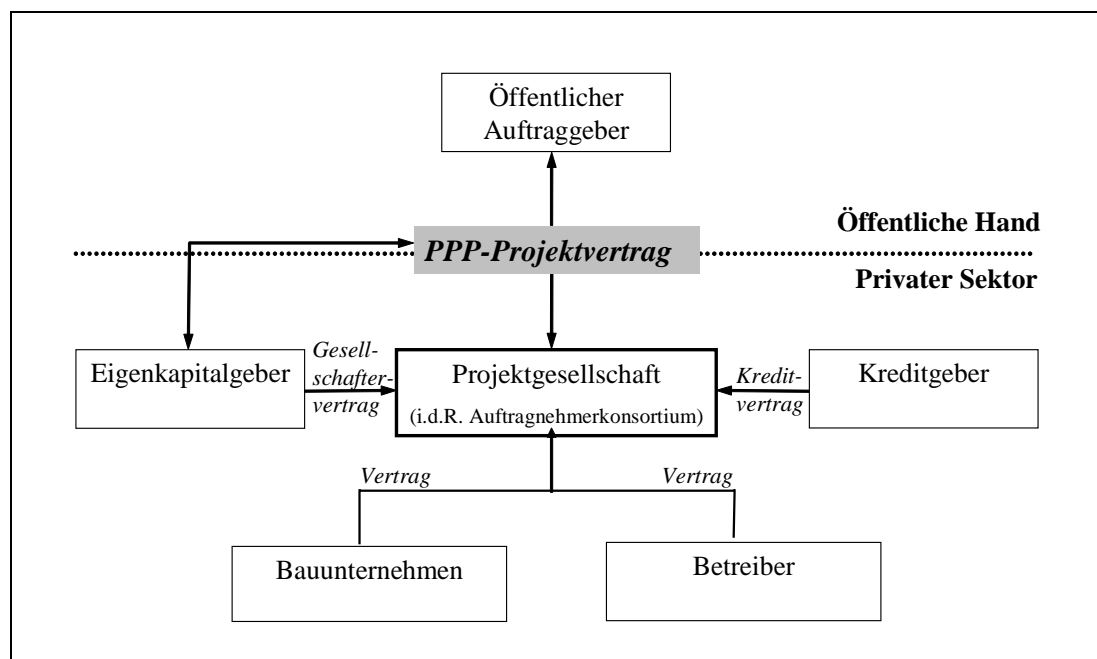 Öffentlicher
Auftraggeber
Öffentliche Hand
PPP-Projektvertrag
Privater Sektor
Eigenkapitalgeber
Gesell-
schafter-
vertrag
Projektgesellschaft
(i.d.R. Auftragnehmerkonsortium)
Kredit-
vertrag
Kreditgeber
Vertrag
Vertrag
Bauunternehmen
Betreiber